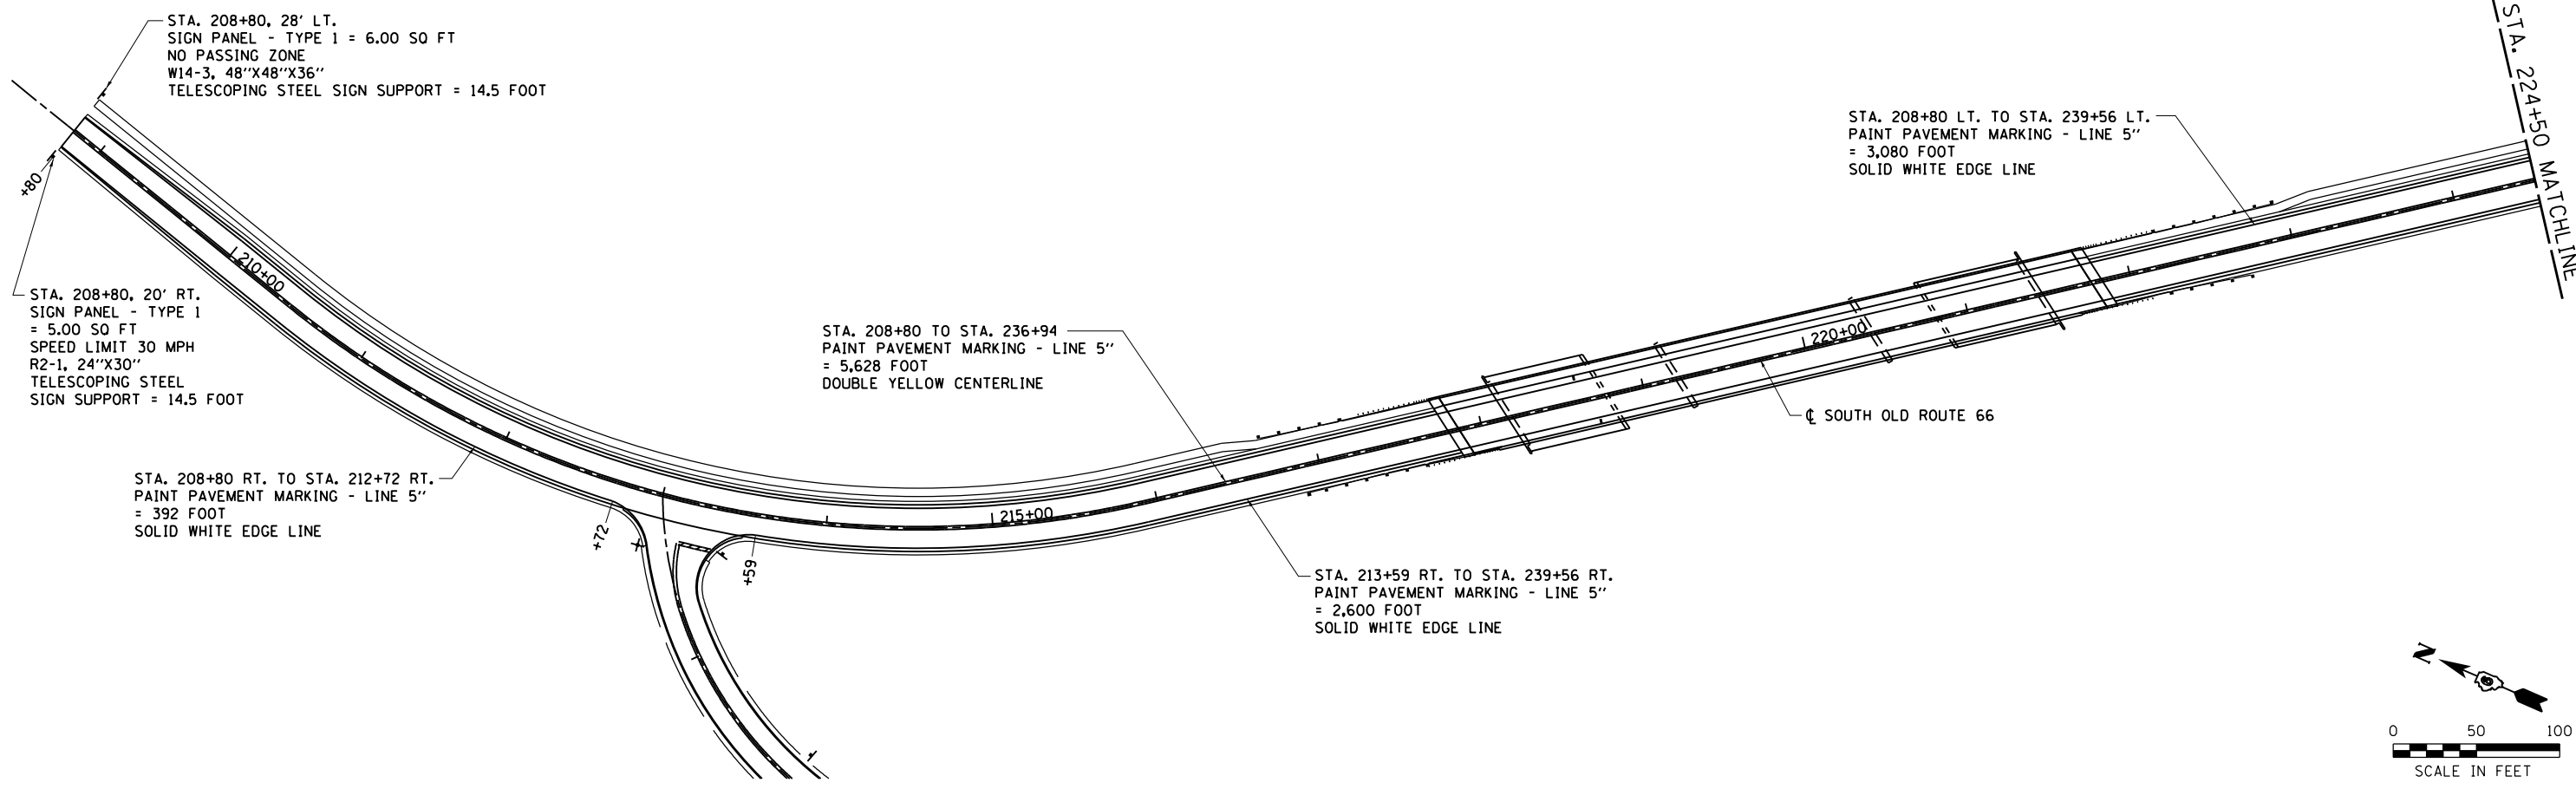 STA. 208+80, 28' LT.
SIGN PANEL - TYPE 1 = 6.00 SQ FT
NO PASSING ZONE
W14-3, 48''X48''X36''
TELESCOPING STEEL SIGN SUPPORT = 14.5 FOOT
STA. 224+50 MATCHLINE
STA. 208+80 LT. TO STA. 239+56 LT.
PAINT PAVEMENT MARKING - LINE 5''
= 3,080 FOOT
SOLID WHITE EDGE LINE
+80
210+00
STA. 208+80, 20' RT.
SIGN PANEL - TYPE 1
= 5.00 SQ FT
SPEED LIMIT 30 MPH
R2-1, 24''X30''
TELESCOPING STEEL
SIGN SUPPORT = 14.5 FOOT
STA. 208+80 TO STA. 236+94
PAINT PAVEMENT MARKING - LINE 5''
= 5,628 FOOT
DOUBLE YELLOW CENTERLINE
220+00
℄ SOUTH OLD ROUTE 66
STA. 208+80 RT. TO STA. 212+72 RT.
PAINT PAVEMENT MARKING - LINE 5''
= 392 FOOT
SOLID WHITE EDGE LINE
215+00
+72
+59
STA. 213+59 RT. TO STA. 239+56 RT.
PAINT PAVEMENT MARKING - LINE 5''
= 2,600 FOOT
SOLID WHITE EDGE LINE
N
0 50 100
SCALE IN FEET